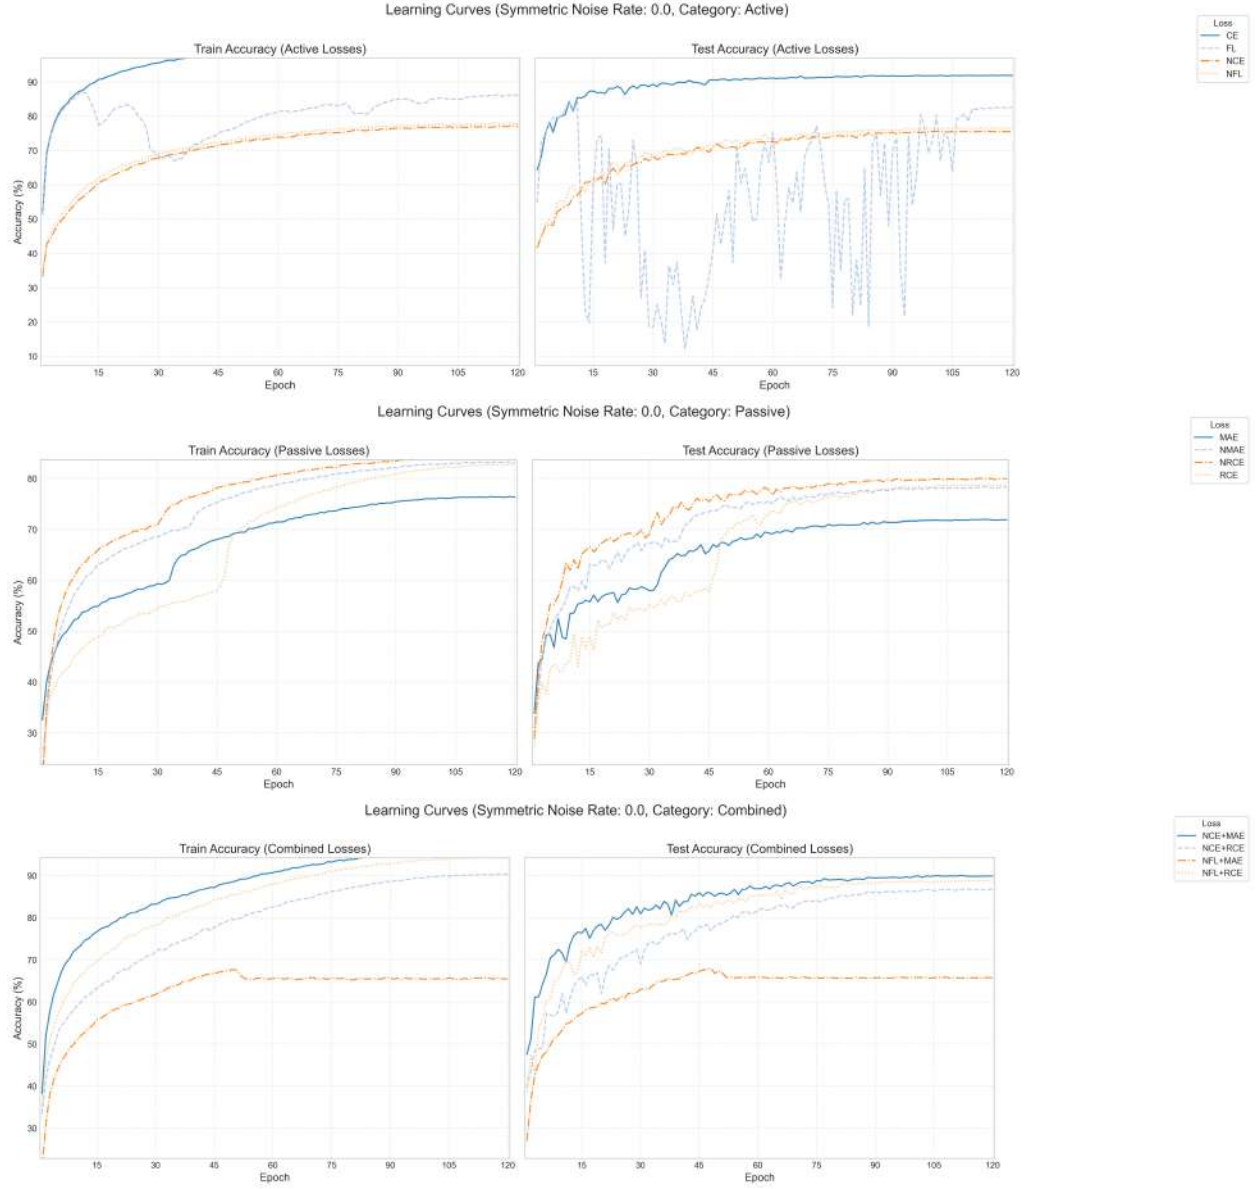 Learning Curves (Symmetric Noise Rate: 0.0, Category: Active)
Loss
CE
FL
NCE
NFL
Train Accuracy (Active Losses)
Test Accuracy (Active Losses)
Accuracy (%)
90
80
70
60
50
40
30
20
10
15 30 45 60 75 90 105 120
15 30 45 60 75 90 105 120
Epoch
Epoch
Learning Curves (Symmetric Noise Rate: 0.0, Category: Passive)
Loss
MAE
NMAE
NRCE
RCE
Train Accuracy (Passive Losses)
Test Accuracy (Passive Losses)
Accuracy (%)
80
70
60
50
40
30
15 30 45 60 75 90 105 120
15 30 45 60 75 90 105 120
Epoch
Epoch
Learning Curves (Symmetric Noise Rate: 0.0, Category: Combined)
Loss
NCE+MAE
NCE+RCE
NFL+MAE
NFL+RCE
Train Accuracy (Combined Losses)
Test Accuracy (Combined Losses)
Accuracy (%)
90
80
70
60
50
40
30
15 30 45 60 75 90 105 120
15 30 45 60 75 90 105 120
Epoch
Epoch